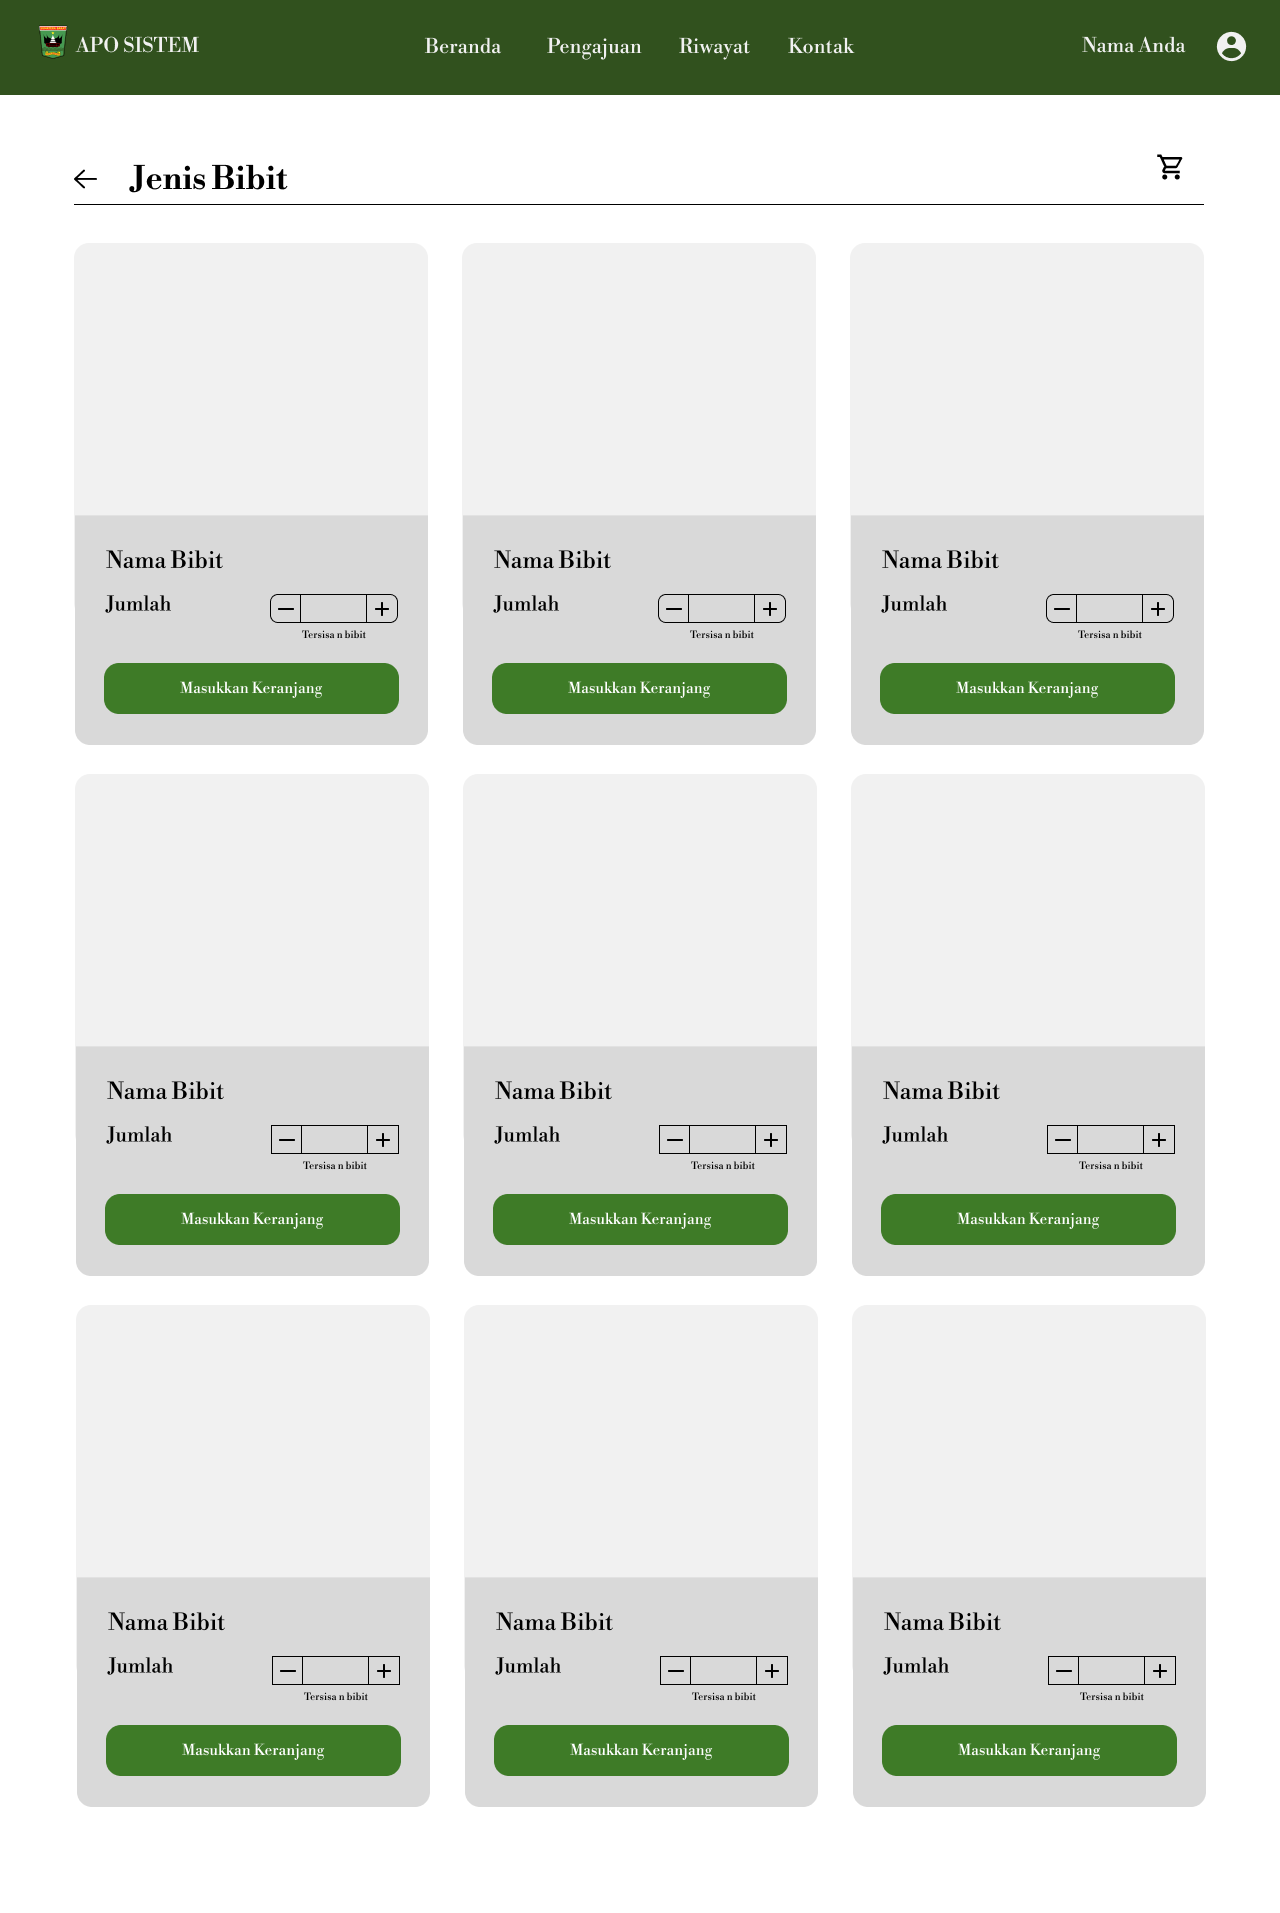 APO SISTEM
Beranda Pengajuan Riwayat Kontak
Nama Anda
Jenis Bibit
Nama Bibit
Jumlah
Tersisa n bibit
Masukkan Keranjang
Nama Bibit
Jumlah
Tersisa n bibit
Masukkan Keranjang
Nama Bibit
Jumlah
Tersisa n bibit
Masukkan Keranjang
Nama Bibit
Jumlah
Tersisa n bibit
Masukkan Keranjang
Nama Bibit
Jumlah
Tersisa n bibit
Masukkan Keranjang
Nama Bibit
Jumlah
Tersisa n bibit
Masukkan Keranjang
Nama Bibit
Jumlah
Tersisa n bibit
Masukkan Keranjang
Nama Bibit
Jumlah
Tersisa n bibit
Masukkan Keranjang
Nama Bibit
Jumlah
Tersisa n bibit
Masukkan Keranjang